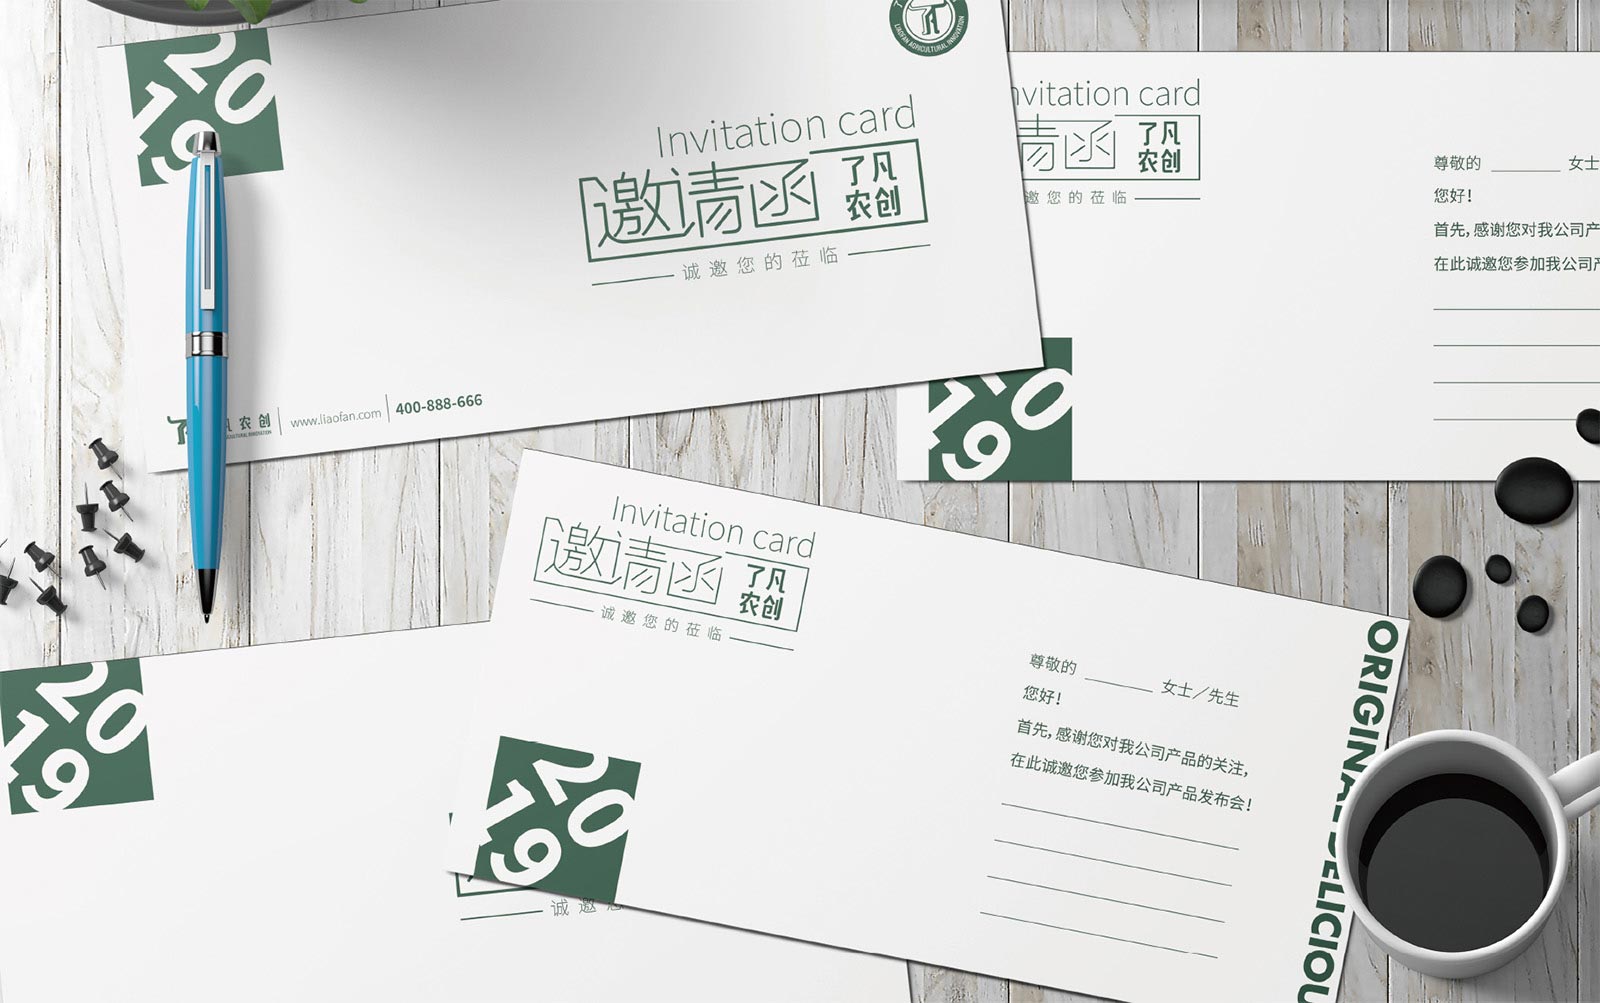 20
19
LIAOFAN AGRICULTURAL INNOVATION
Invitation card
邀请函
了凡
农创
诚邀您的莅临
农创
www.liaofan.com
400-888-666
nvitation card
青函
了凡
农创
邀您的莅临
尊敬的 女士
您好！
首先，感谢您对我公司产
在此诚邀您参加我公司产
20
19
Invitation card
邀请函
了凡
农创
诚邀您的莅临
尊敬的 女士／先生
您好！
首先，感谢您对我公司产品的关注，
在此诚邀您参加我公司产品发布会！
20
19
ORIGINAL DELICIOU
20
19
诚邀